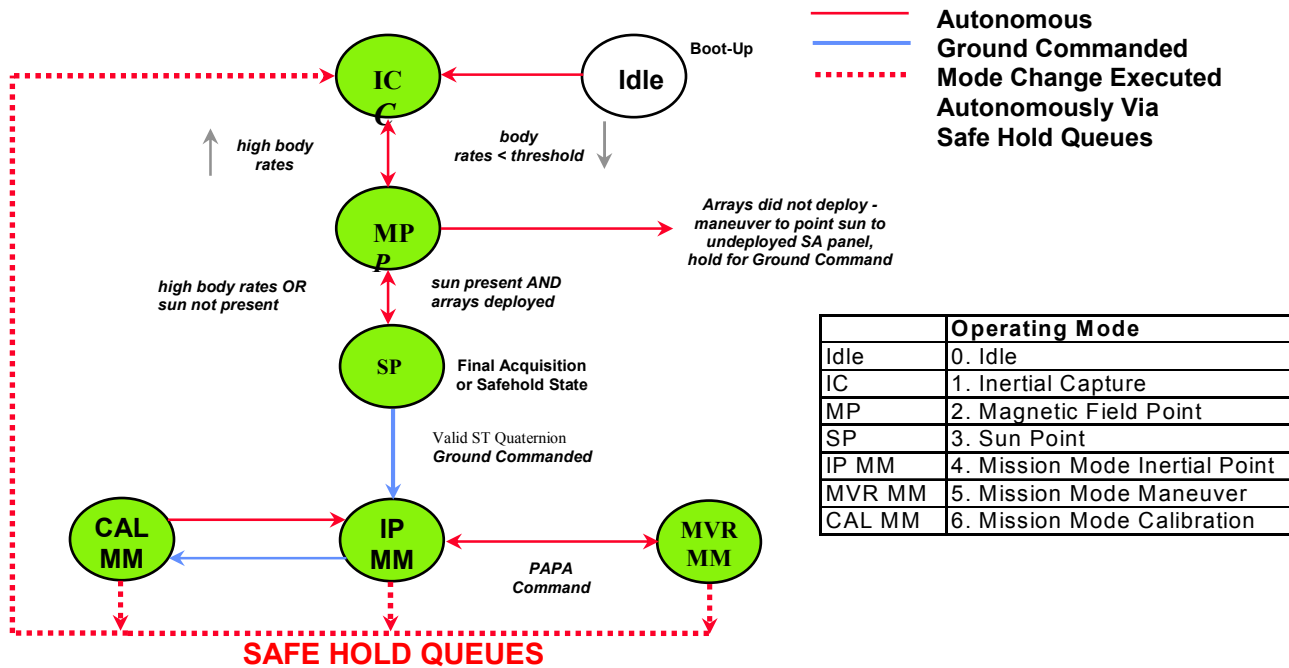 Autonomous
Ground Commanded
Mode Change Executed
Autonomously Via
Safe Hold Queues
Boot-Up
IC
C
Idle
high body
rates
body
rates < threshold
MP
P
Arrays did not deploy -
maneuver to point sun to
undeployed SA panel,
hold for Ground Command
high body rates OR
sun not present
sun present AND
arrays deployed
SP
Final Acquisition
or Safehold State
Valid ST Quaternion
Ground Commanded
CAL
MM
IP
MM
MVR
MM
PAPA
Command
SAFE HOLD QUEUES
Operating Mode
Idle 0. Idle
IC 1. Inertial Capture
MP 2. Magnetic Field Point
SP 3. Sun Point
IP MM 4. Mission Mode Inertial Point
MVR MM 5. Mission Mode Maneuver
CAL MM 6. Mission Mode Calibration